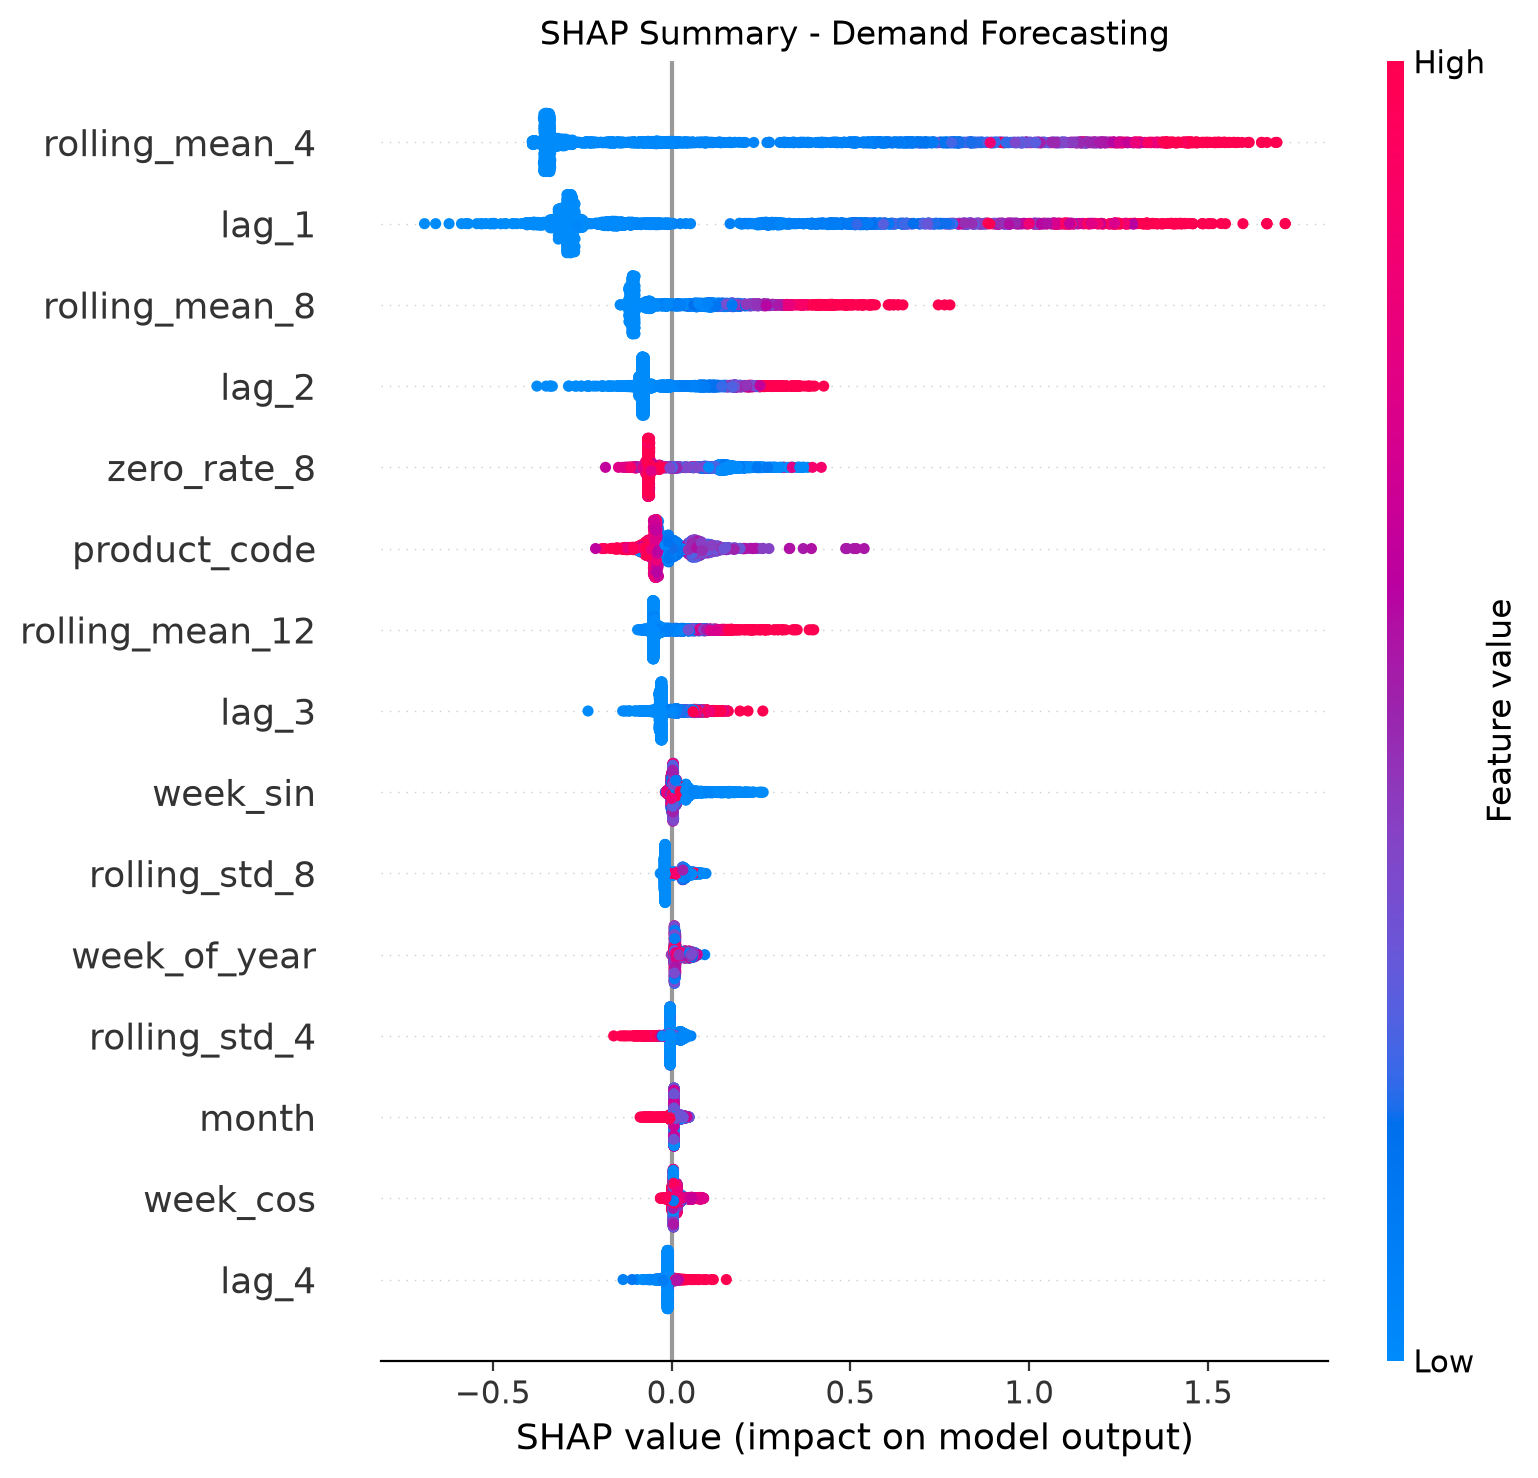 SHAP Summary - Demand Forecasting
High
rolling_mean_4
lag_1
rolling_mean_8
lag_2
zero_rate_8
product_code
rolling_mean_12
lag_3
week_sin
rolling_std_8
week_of_year
rolling_std_4
month
week_cos
lag_4
Feature value
Low
−0.5 0.0 0.5 1.0 1.5
SHAP value (impact on model output)